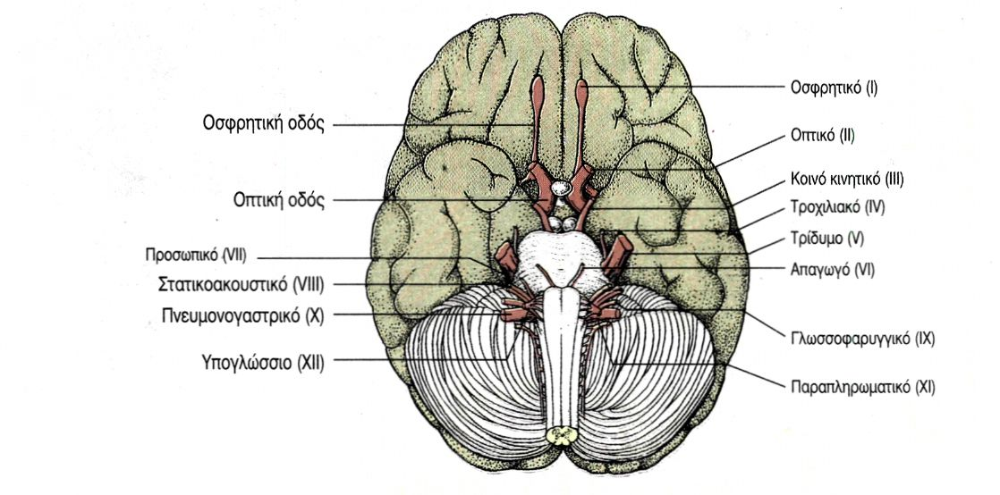 Οσφρητική οδός
Οπτική οδός
Προσωπικό (VII)
Στατικοακουστικό (VIII)
Πνευμονογαστρικό (X)
Υπογλώσσιο (XII)
Οσφρητικό (I)
Οπτικό (II)
Κοινό κινητικό (III)
Τροχιλιακό (IV)
Τρίδυμο (V)
Απαγωγό (VI)
Γλωσσοφαρυγγικό (IX)
Παραπληρωματικό (XI)